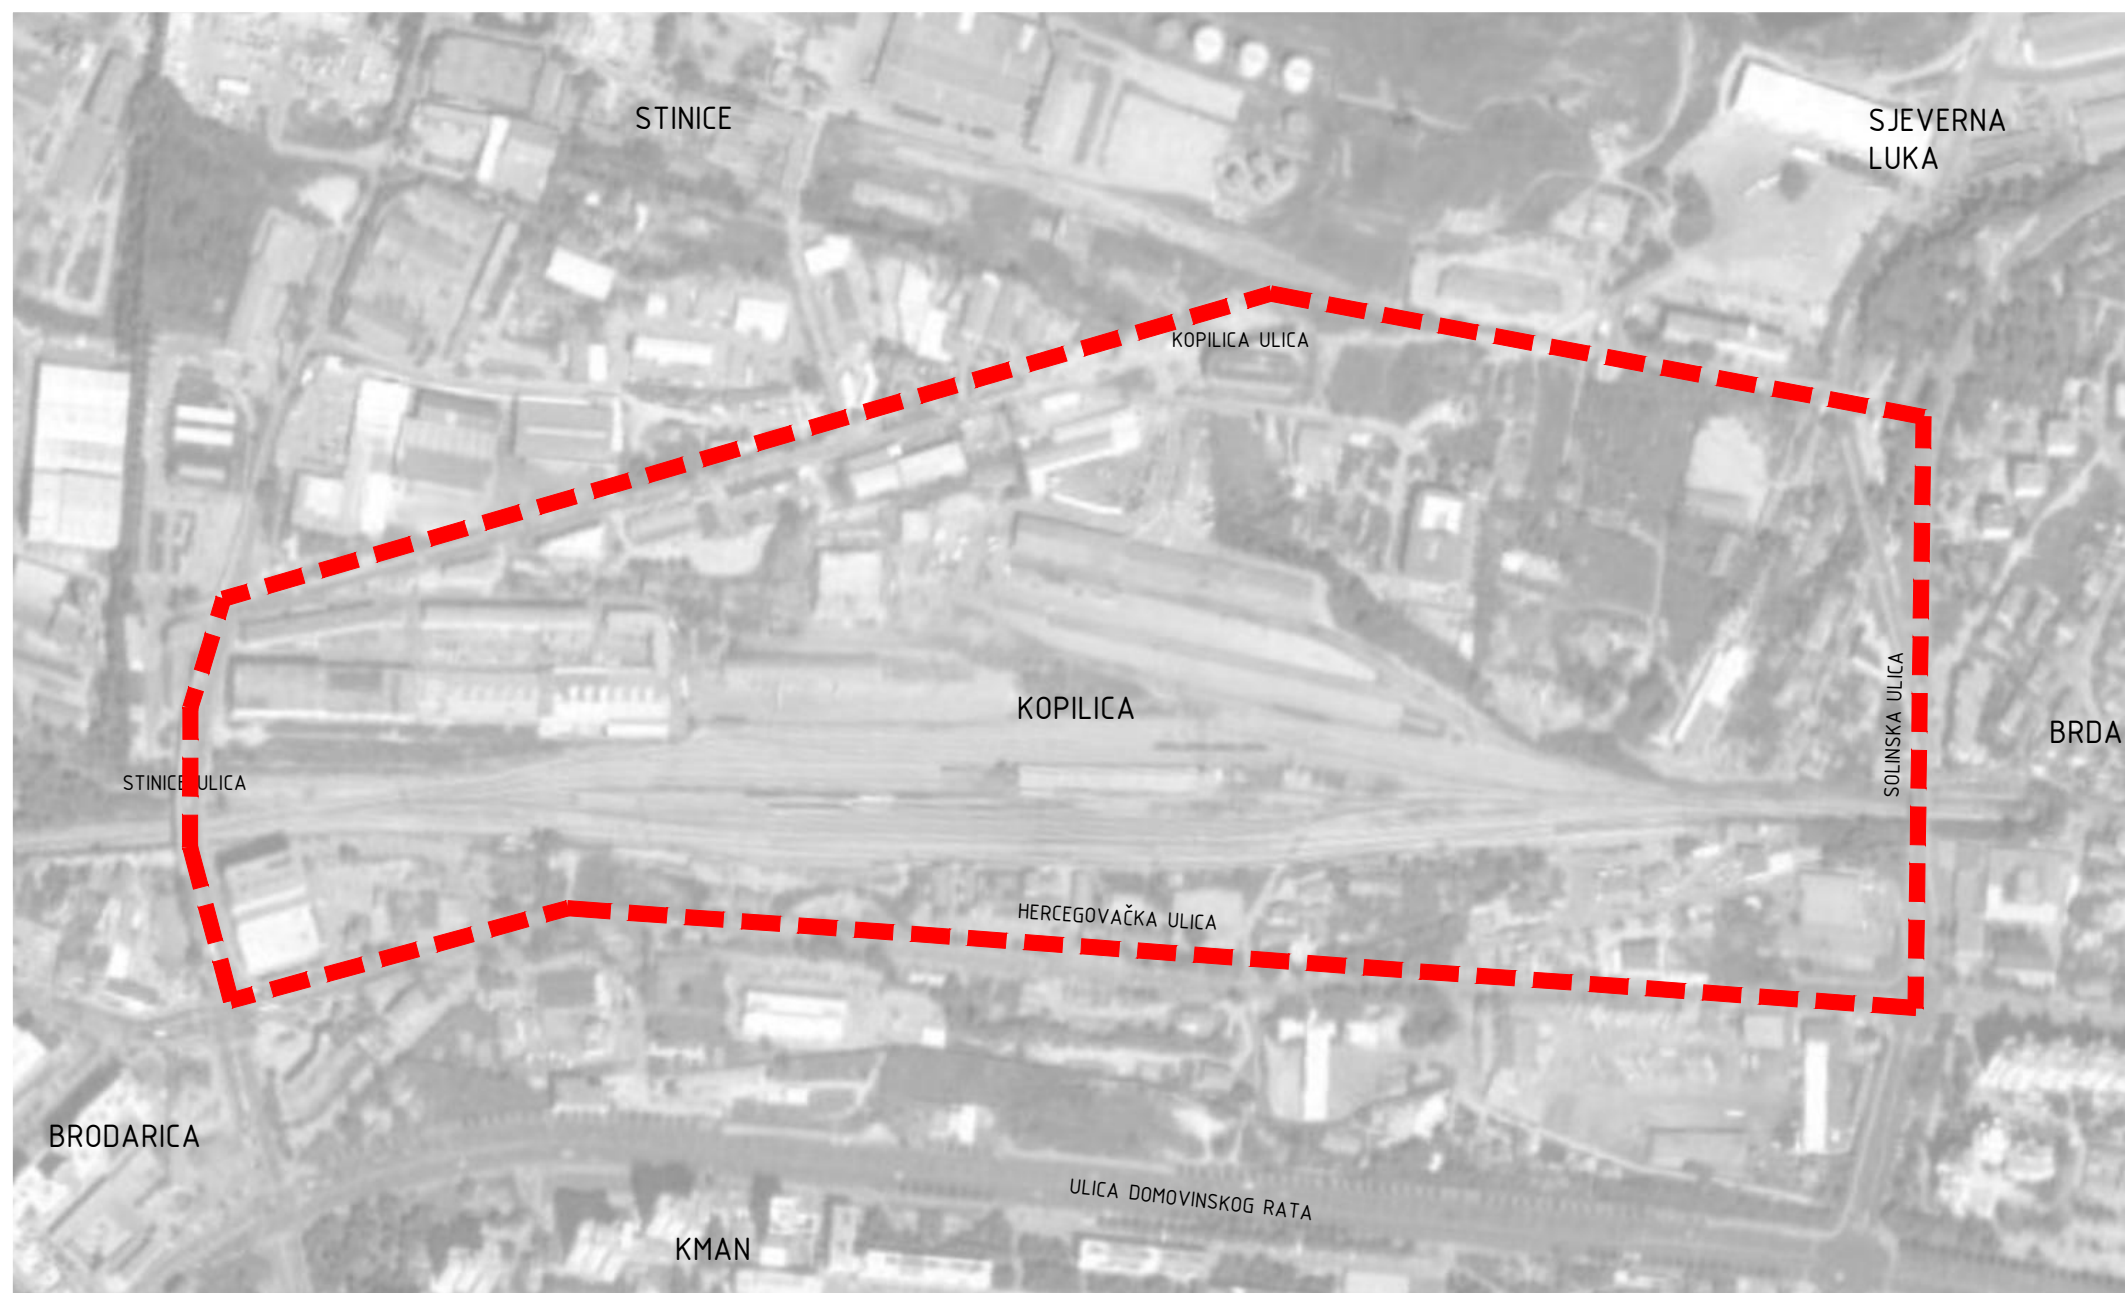 STINICE
SJEVERNA
LUKA
KOPILICA ULICA
KOPILICA
SOLINSKA ULICA
BRDA
STINICE ULICA
HERCEGOVAČKA ULICA
BRODARICA
ULICA DOMOVINSKOG RATA
KMAN